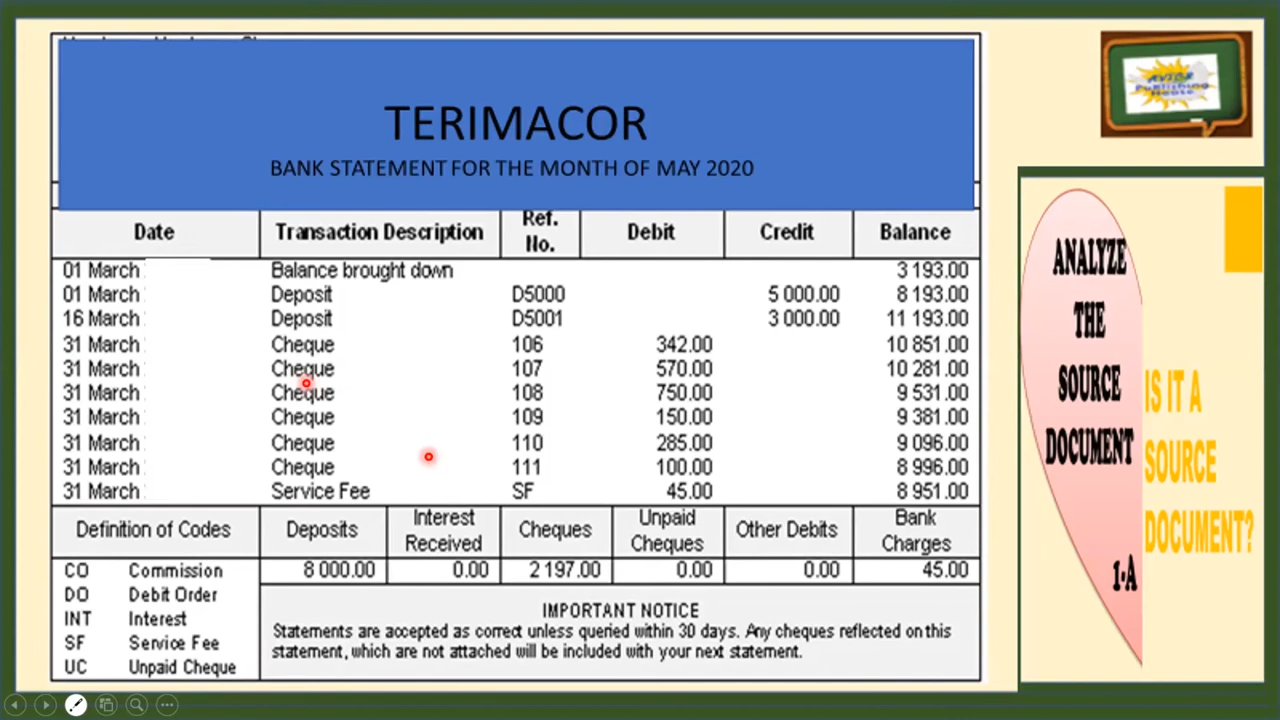 TERIMACOR
BANK STATEMENT FOR THE MONTH OF MAY 2020
Date Transaction Description Ref. No. Debit Credit Balance
01 March Balance brought down 3 193.00
01 March Deposit D5000 5 000.00 8 193.00
16 March Deposit D5001 3 000.00 11 193.00
31 March Cheque 106 342.00 10 851.00
31 March Cheque 107 570.00 10 281.00
31 March Cheque 108 750.00 9 531.00
31 March Cheque 109 150.00 9 381.00
31 March Cheque 110 285.00 9 096.00
31 March Cheque 111 100.00 8 996.00
31 March Service Fee SF 45.00 8 951.00
Definition of Codes Deposits Interest Received Cheques Unpaid Cheques Other Debits Bank Charges
8 000.00 0.00 2 197.00 0.00 0.00 45.00
CO Commission
DO Debit Order
INT Interest
SF Service Fee
UC Unpaid Cheque
IMPORTANT NOTICE
Statements are accepted as correct unless queried within 30 days. Any cheques reflected on this
statement, which are not attached will be included with your next statement.
Publishing
House
ANALYZE
THE
SOURCE
DOCUMENT
1-A
IS IT A
SOURCE
DOCUMENT?